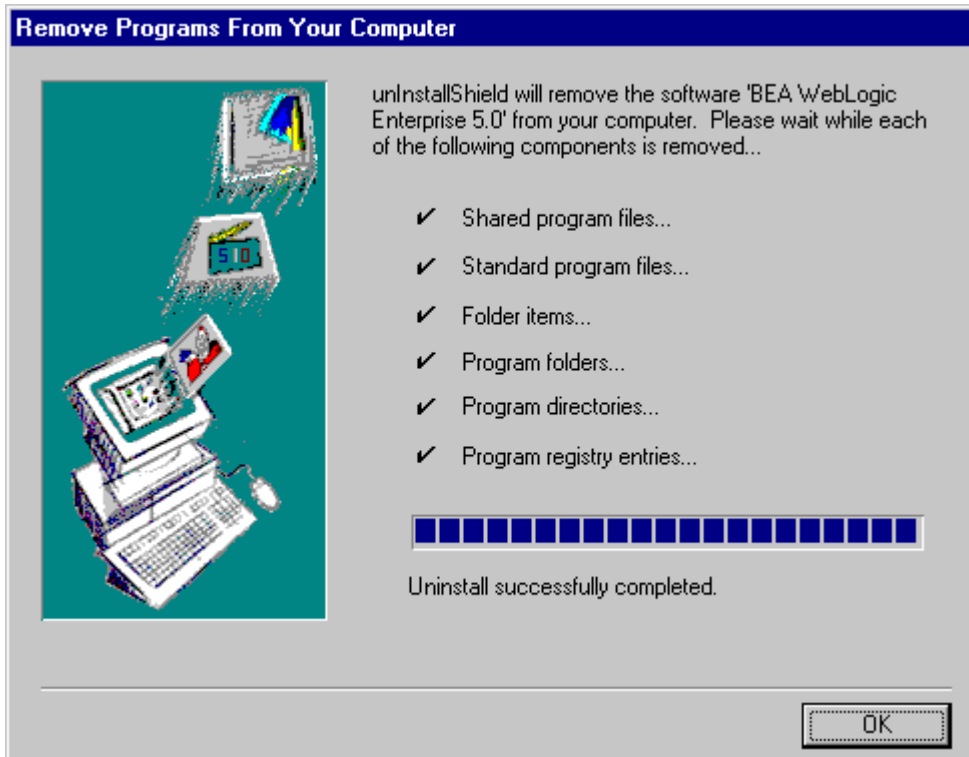 Remove Programs From Your Computer
unInstallShield will remove the software 'BEA WebLogic
Enterprise 5.0' from your computer.  Please wait while each
of the following components is removed...
✔ Shared program files...
✔ Standard program files...
✔ Folder items...
✔ Program folders...
✔ Program directories...
✔ Program registry entries...
Uninstall successfully completed.
OK